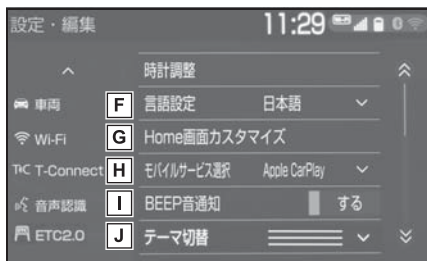 設定・編集 11:29 0
時計調整
車両 F 言語設定 日本語
Wi-Fi G Home画面カスタマイズ
T-Connect H モバイルサービス選択 Apple CarPlay
音声認識 I BEEP音通知 する
ETC2.0 J テーマ切替